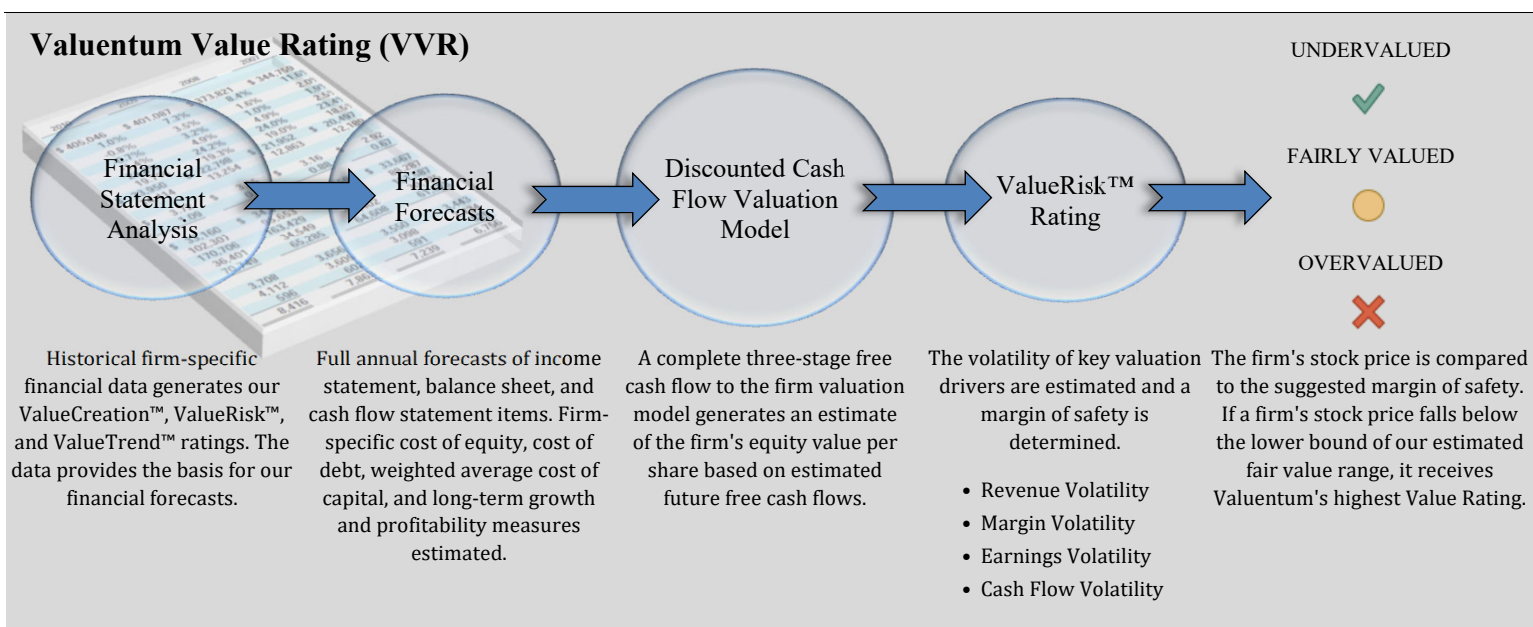 Valuentum Value Rating (VVR)
UNDERVALUED
FAIRLY VALUED
OVERVALUED
Financial
Statement
Analysis
Financial
Forecasts
Discounted Cash
Flow Valuation
Model
ValueRisk™
Rating
Historical firm-specific
financial data generates our
ValueCreation™, ValueRisk™,
and ValueTrend™ ratings. The
data provides the basis for our
financial forecasts.
Full annual forecasts of income
statement, balance sheet, and
cash flow statement items. Firm-
specific cost of equity, cost of
debt, weighted average cost of
capital, and long-term growth
and profitability measures
estimated.
A complete three-stage free
cash flow to the firm valuation
model generates an estimate
of the firm's equity value per
share based on estimated
future free cash flows.
The volatility of key valuation
drivers are estimated and a
margin of safety is
determined.
• Revenue Volatility
• Margin Volatility
• Earnings Volatility
• Cash Flow Volatility
The firm's stock price is compared
to the suggested margin of safety.
If a firm's stock price falls below
the lower bound of our estimated
fair value range, it receives
Valuentum's highest Value Rating.